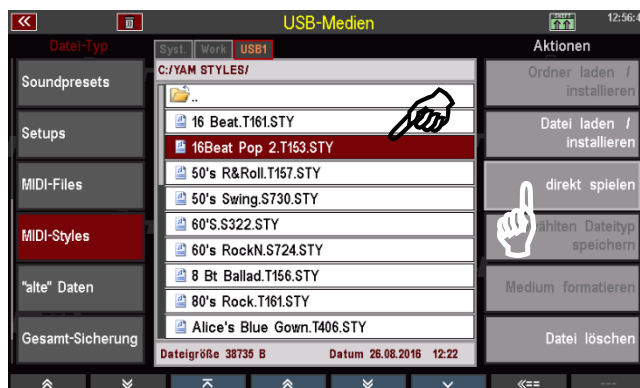 USB-Medien
12:56:4
Datei-Typ
Syst. Work USB1
Aktionen
C:/YAM STYLES/
..
16 Beat.T161.STY
16Beat Pop 2.T153.STY
50's R&Roll.T157.STY
50's Swing.S730.STY
60'S.S322.STY
60's RockN.S724.STY
8 Bt Ballad.T156.STY
80's Rock.T161.STY
Alice's Blue Gown.T406.STY
Dateigröße 38735 B Datum 26.08.2016 12:22
Soundpresets
Setups
MIDI-Files
MIDI-Styles
"alte" Daten
Gesamt-Sicherung
Ordner laden /
installieren
Datei laden /
installieren
direkt spielen
Dateityp
speichern
Medium formatieren
Datei löschen
«==
---